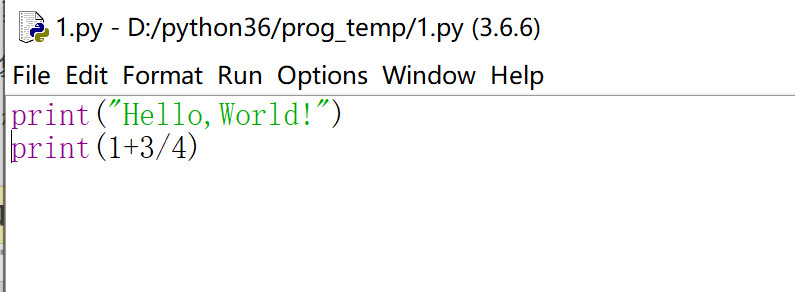 1.py - D:/python36/prog_temp/1.py (3.6.6)
File Edit Format Run Options Window Help
print("Hello,World!")
print(1+3/4)